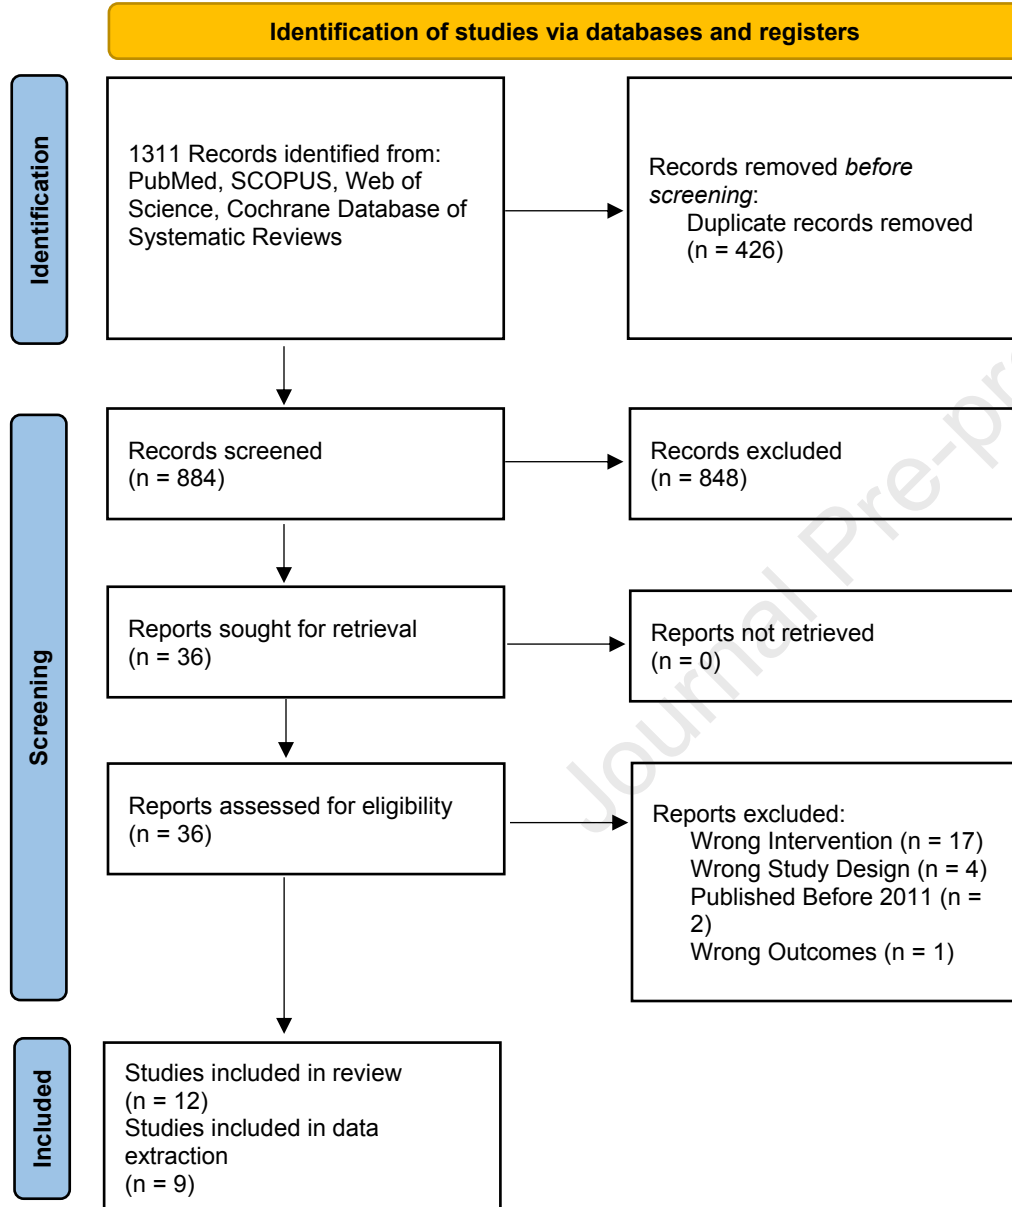 Identification of studies via databases and registers
Identification
1311 Records identified from:
PubMed, SCOPUS, Web of
Science, Cochrane Database of
Systematic Reviews
Records removed before
screening:
Duplicate records removed
(n = 426)
Screening
Records screened
(n = 884)
Records excluded
(n = 848)
Reports sought for retrieval
(n = 36)
Reports not retrieved
(n = 0)
Reports assessed for eligibility
(n = 36)
Reports excluded:
Wrong Intervention (n = 17)
Wrong Study Design (n = 4)
Published Before 2011 (n =
2)
Wrong Outcomes (n = 1)
Included
Studies included in review
(n = 12)
Studies included in data
extraction
(n = 9)
Journal Pre-pr